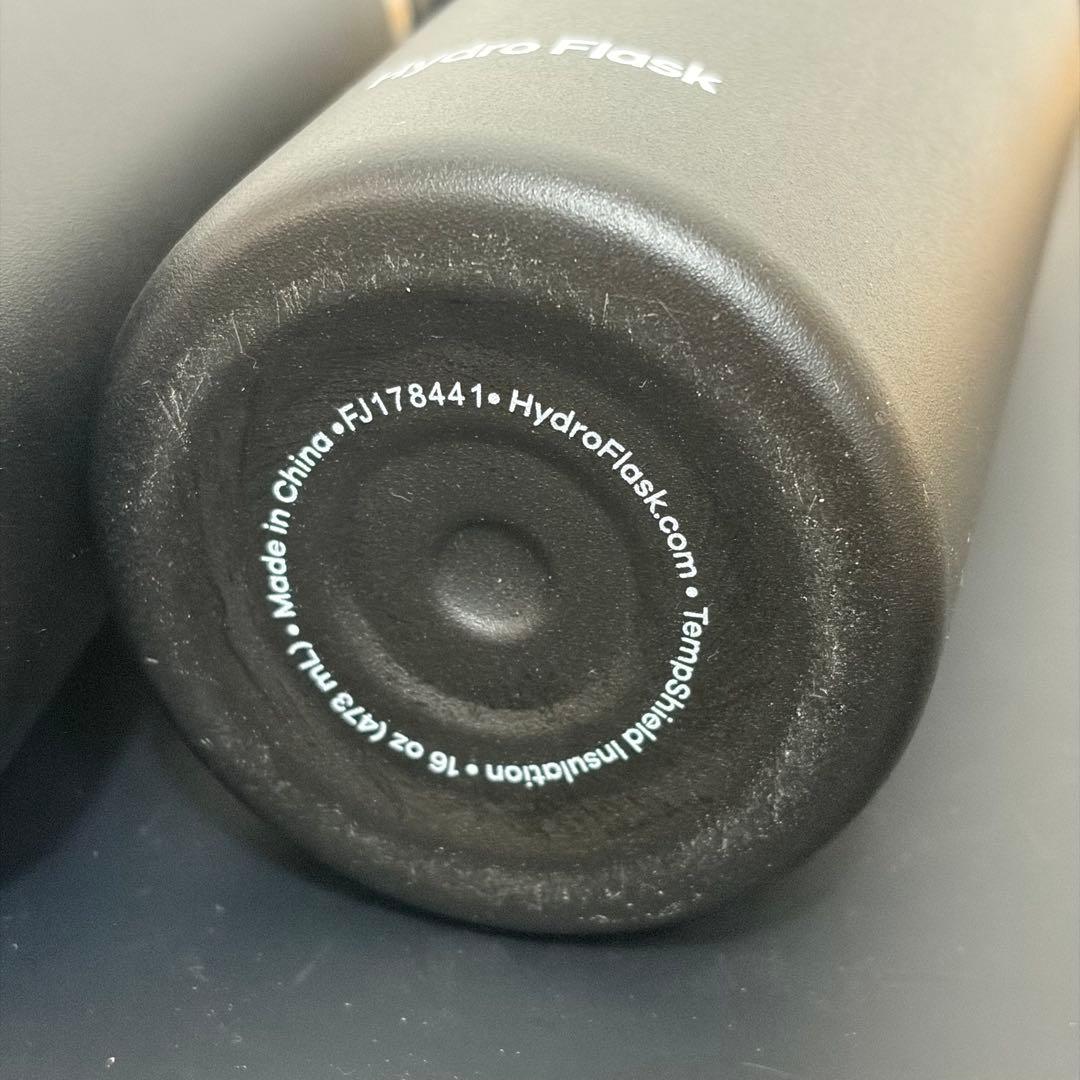 Hydro Flask
FJ178441• HydroFlask.com • TempShield Insulation • 16 oz (473 mL) • Made in China •